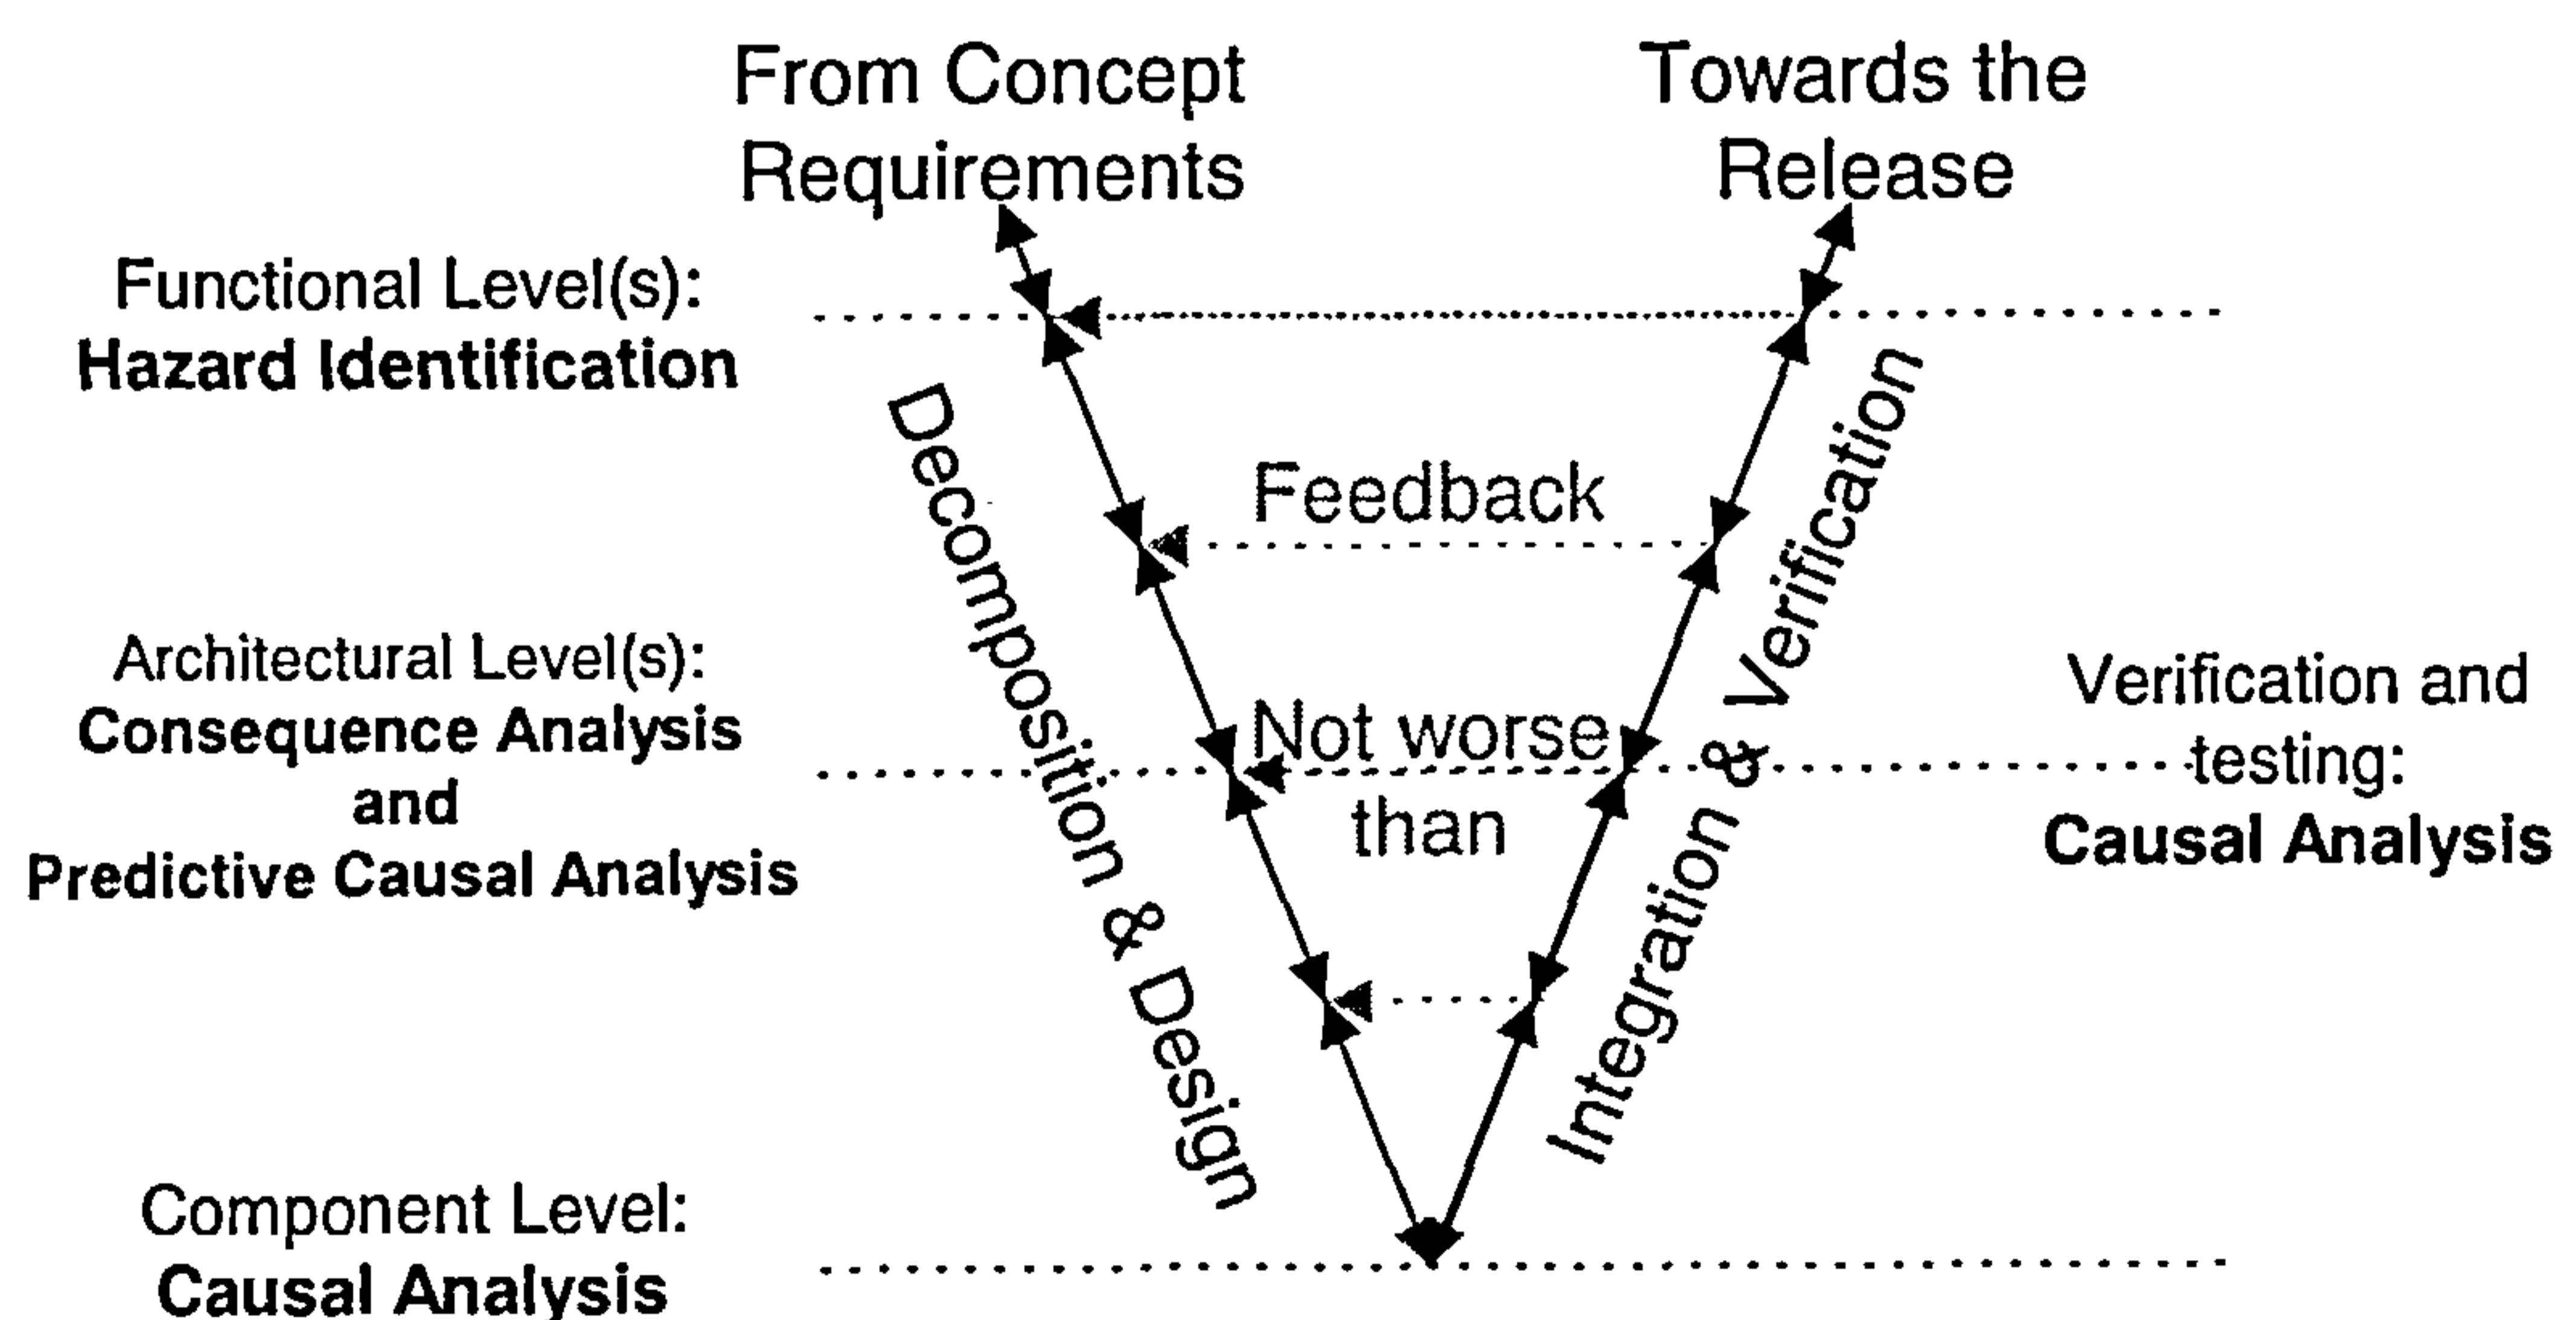 From Concept
Requirements
Towards the
Release
Functional Level(s):
Hazard Identification
Decomposition & Design
Feedback
Integration & Verification
Architectural Level(s):
Consequence Analysis
and
Predictive Causal Analysis
Not worse
than
Verification and
testing:
Causal Analysis
Component Level:
Causal Analysis